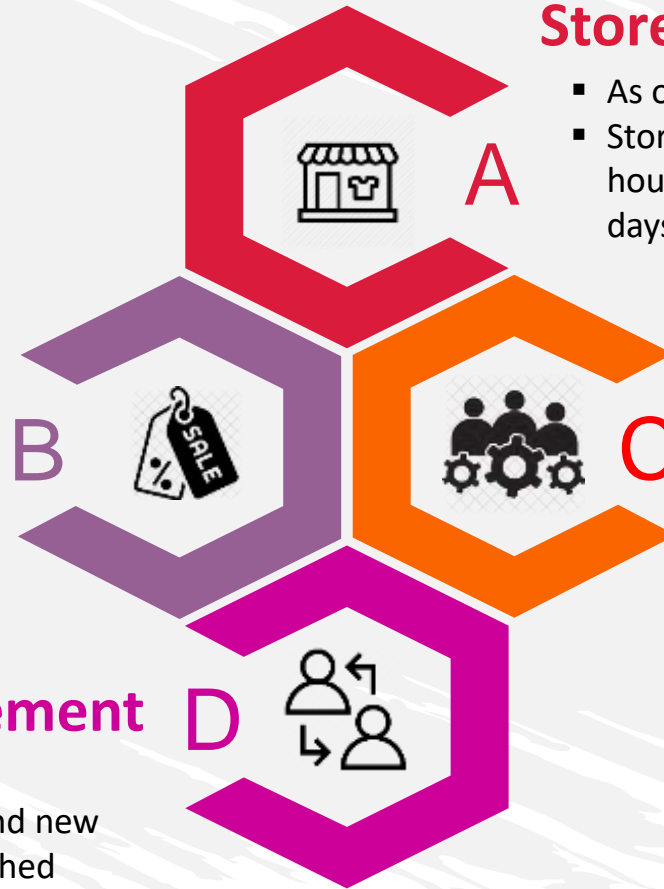 Store
▪ As o
▪ Stor
hou
days
A
B
SALE
%
C
ement
D
nd new
hed